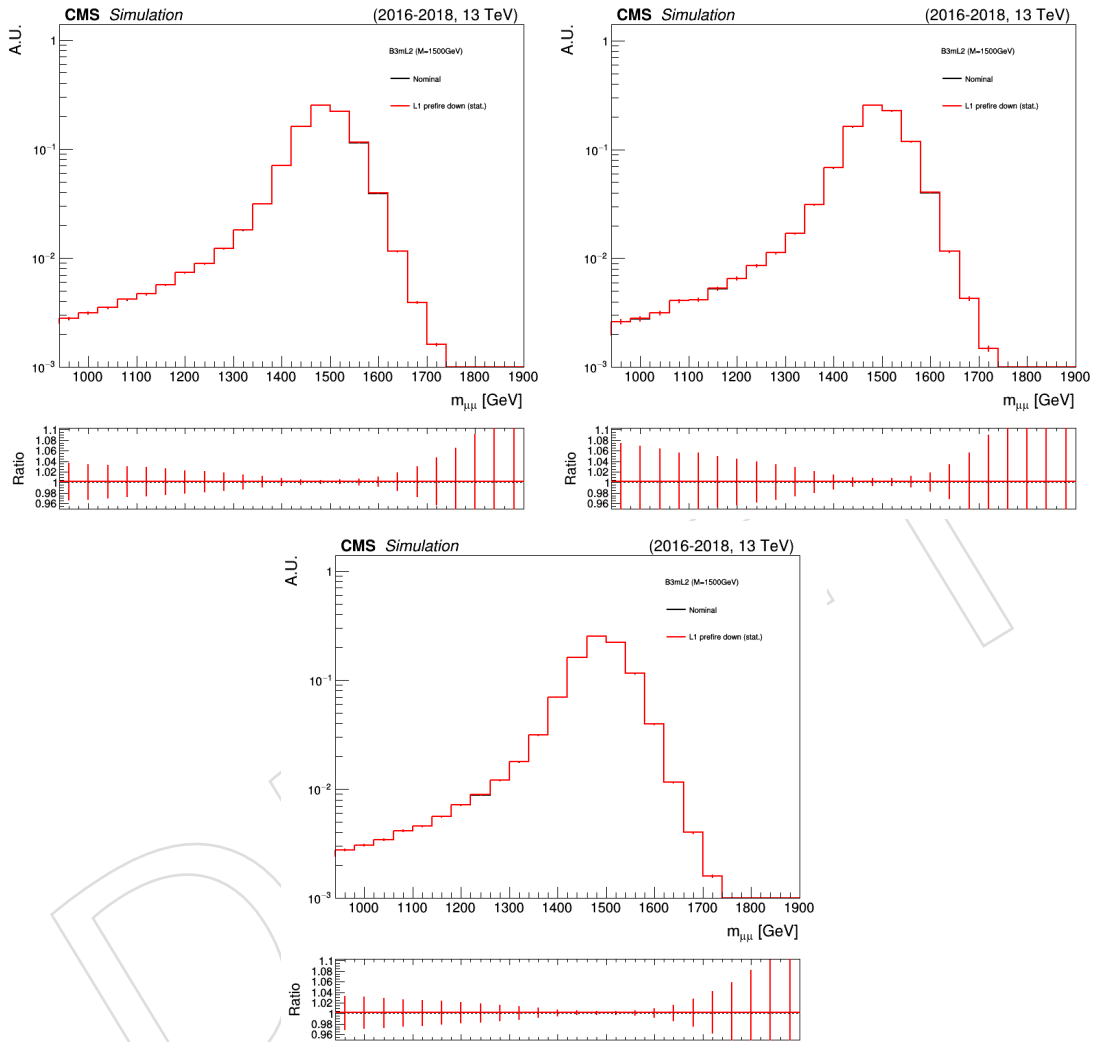 CMS Simulation (2016-2018, 13 TeV)
A.U.
B3mL2 (M=1500GeV)
Nominal
L1 prefire down (stat.)
1
10⁻¹
10⁻²
10⁻³
1000 1100 1200 1300 1400 1500 1600 1700 1800 1900
mμμ [GeV]
Ratio
1.1
1.08
1.06
1.04
1.02
1
0.98
0.96
CMS Simulation (2016-2018, 13 TeV)
A.U.
B3mL2 (M=1500GeV)
Nominal
L1 prefire down (stat.)
1
10⁻¹
10⁻²
10⁻³
1000 1100 1200 1300 1400 1500 1600 1700 1800 1900
mμμ [GeV]
Ratio
1.1
1.08
1.06
1.04
1.02
1
0.98
0.96
CMS Simulation (2016-2018, 13 TeV)
A.U.
B3mL2 (M=1500GeV)
Nominal
L1 prefire down (stat.)
1
10⁻¹
10⁻²
10⁻³
1000 1100 1200 1300 1400 1500 1600 1700 1800 1900
mμμ [GeV]
Ratio
1.1
1.08
1.06
1.04
1.02
1
0.98
0.96